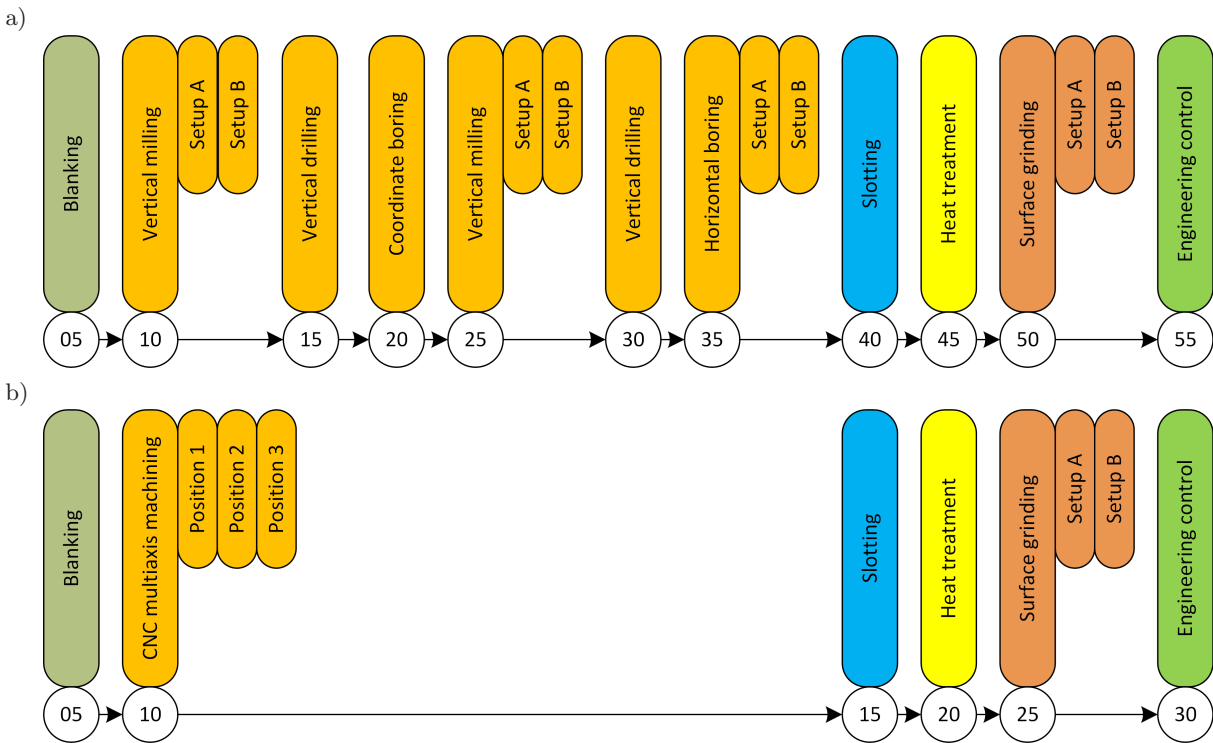 a)
Blanking
Vertical milling
Setup A
Setup B
Vertical drilling
Coordinate boring
Vertical milling
Setup A
Setup B
Vertical drilling
Horizontal boring
Setup A
Setup B
Slotting
Heat treatment
Surface grinding
Setup A
Setup B
Engineering control
05
10
15
20
25
30
35
40
45
50
55
b)
Blanking
CNC multiaxis machining
Position 1
Position 2
Position 3
Slotting
Heat treatment
Surface grinding
Setup A
Setup B
Engineering control
05
10
15
20
25
30